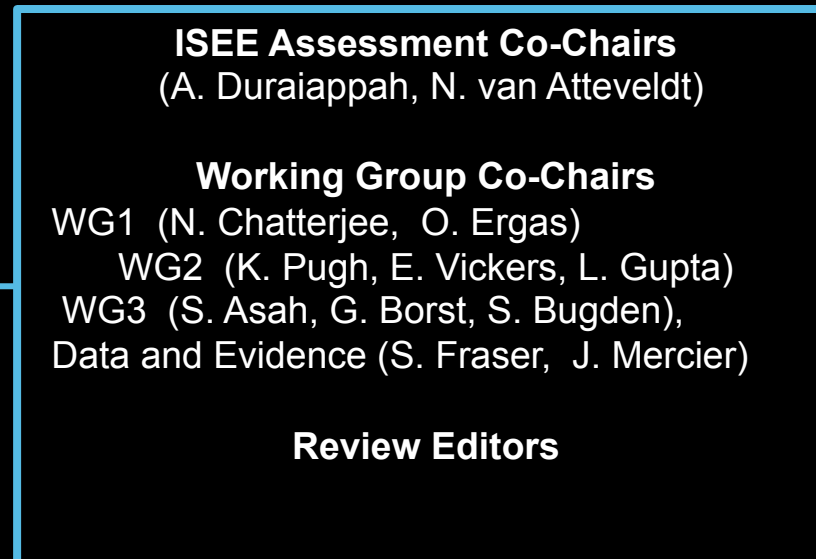 ISEE Assessment Co-Chairs
(A. Duraiappah, N. van Atteveldt)
Working Group Co-Chairs
WG1 (N. Chatterjee, O. Ergas)
WG2 (K. Pugh, E. Vickers, L. Gupta)
WG3 (S. Asah, G. Borst, S. Bugden),
Data and Evidence (S. Fraser, J. Mercier)
Review Editors